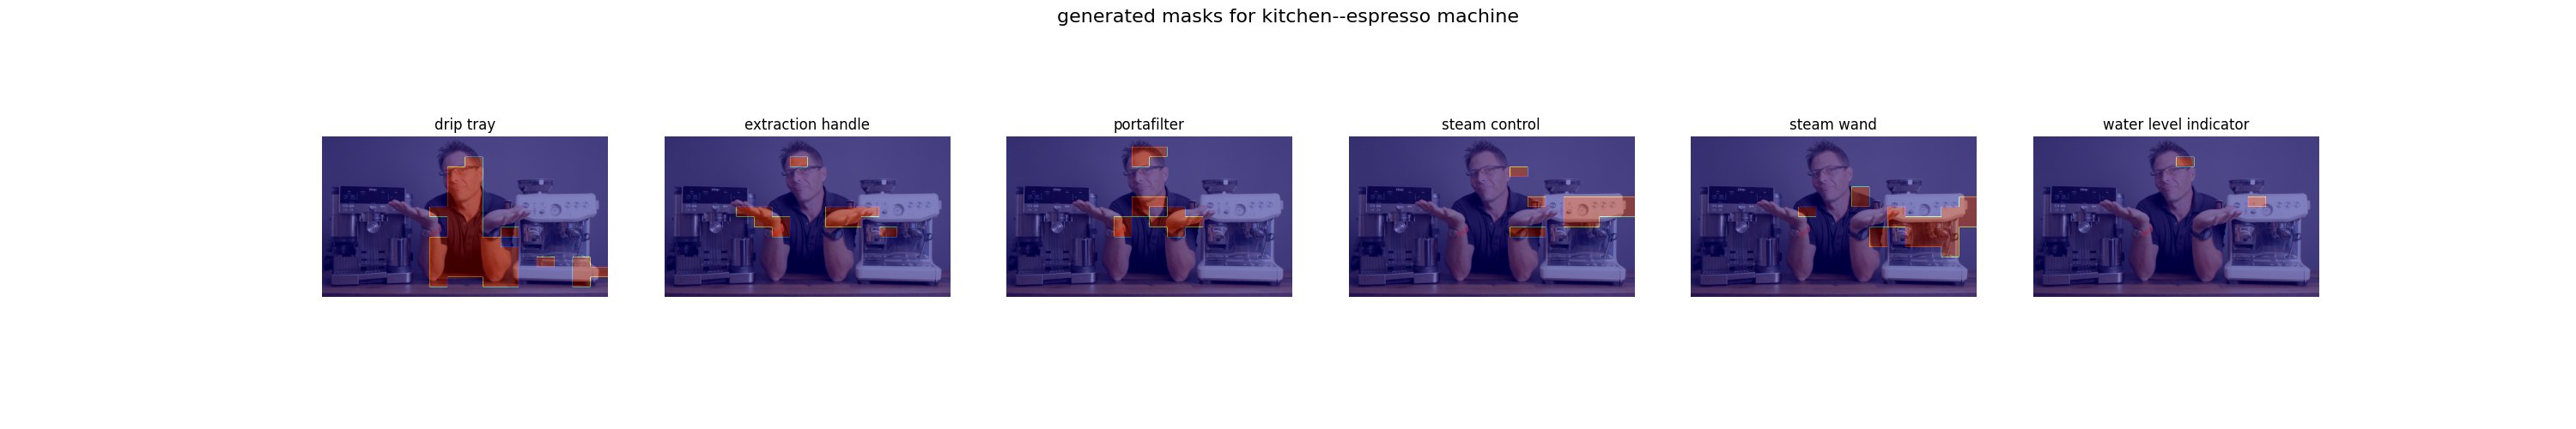 generated masks for kitchen--espresso machine
drip tray
extraction handle
portafilter
steam control
steam wand
water level indicator